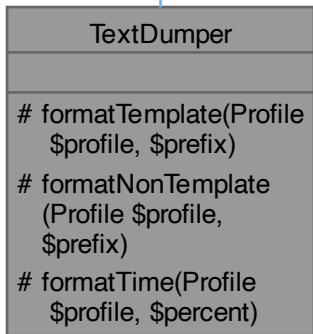 TextDumper
# formatTemplate(Profile
$profile, $prefix)
# formatNonTemplate
(Profile $profile,
$prefix)
# formatTime(Profile
$profile, $percent)